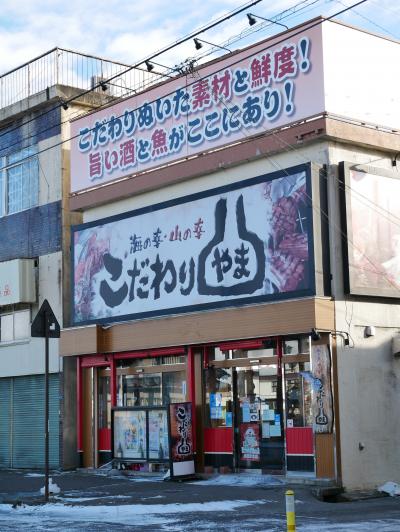 こだわりぬいた素材と鮮度！
旨い酒と魚がここにあり！
海の幸・山の幸
こだわり
やま